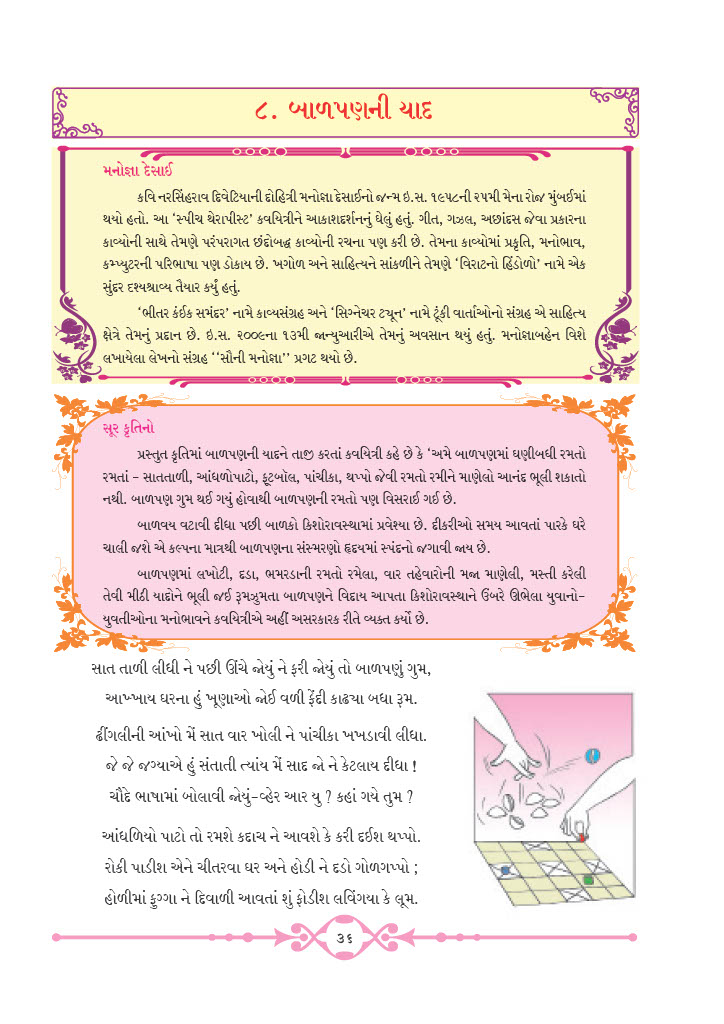 ૮. બાળપણની યાદ
મનોજ્ઞા દેસાઈ
કવિ નરસિંહરાવ દિવેટિયાની દોહિત્રી મનોજ્ઞા દેસાઈનો જન્મ ઇ.સ. ૧૯૫૮ની ૨૫મી મેના રોજ મુંબઈમાં
થયો હતો. આ ‘સ્પીચ થેરાપીસ્ટ’ કવયિત્રીને આકાશદર્શનનું ઘેલું હતું. ગીત, ગઝલ, અછાંદસ જેવા પ્રકારના
કાવ્યોની સાથે તેમણે પરંપરાગત છંદોબદ્ધ કાવ્યોની રચના પણ કરી છે. તેમના કાવ્યોમાં પ્રકૃતિ, મનોભાવ,
કમ્પ્યુટરની પરિભાષા પણ ડોકાય છે. ખગોળ અને સાહિત્યને સાંકળીને તેમણે ‘વિરાટનો હિંડોળો’ નામે એક
સુંદર દૃશ્યશ્રાવ્ય તૈયાર કર્યું હતું.
‘ભીતર કંઈક સમંદર’ નામે કાવ્યસંગ્રહ અને ‘સિગ્નેચર ટ્યૂન’ નામે ટૂંકી વાર્તાઓનો સંગ્રહ એ સાહિત્ય
ક્ષેત્રે તેમનું પ્રદાન છે. ઇ.સ. ૨૦૦૯ના ૧૩મી જાન્યુઆરીએ તેમનું અવસાન થયું હતું. મનોજ્ઞાબહેન વિશે
લખાયેલા લેખનો સંગ્રહ ‘‘સૌની મનોજ્ઞા’’ પ્રગટ થયો છે.
સૂર કૃતિનો
પ્રસ્તુત કૃતિમાં બાળપણની યાદને તાજી કરતાં કવયિત્રી કહે છે કે ‘અમે બાળપણમાં ઘણીબધી રમતો
રમતાં - સાતતાળી, આંધળોપાટો, ફૂટબૉલ, પાંચીકા, થપ્પો જેવી રમતો રમીને માણેલો આનંદ ભૂલી શકાતો
નથી. બાળપણ ગુમ થઈ ગયું હોવાથી બાળપણની રમતો પણ વિસરાઈ ગઈ છે.
બાળવય વટાવી દીધા પછી બાળકો કિશોરાવસ્થામાં પ્રવેશ્યા છે. દીકરીઓ સમય આવતાં પારકે ઘરે
ચાલી જશે એ કલ્પના માત્રથી બાળપણના સંસ્મરણો હૃદયમાં સ્પંદનો જગાવી જાય છે.
બાળપણમાં લખોટી, દડા, ભમરડાની રમતો રમેલા, વાર તહેવારોની મજા માણેલી, મસ્તી કરેલી
તેવી મીઠી યાદોને ભૂલી જઈ રૂમઝુમતા બાળપણને વિદાય આપતા કિશોરાવસ્થાને ઉંબરે ઊભેલા યુવાનો-
યુવતીઓના મનોભાવને કવયિત્રીએ અહીં અસરકારક રીતે વ્યક્ત કર્યો છે.
સાત તાળી લીધી ને પછી ઊંચે જોયું ને ફરી જોયું તો બાળપણું ગુમ,
આખ્ખાય ઘરના હું ખૂણાઓ જોઈ વળી ફેંદી કાઢ્યા બધા રૂમ.
ઢીંગલીની આંખો મેં સાત વાર ખોલી ને પાંચીકા ખખડાવી લીધા.
જે જે જગ્યાએ હું સંતાતી ત્યાંય મેં સાદ જો ને કેટલાય દીધા !
ચૌદે ભાષામાં બોલાવી જોયું-વ્હેર આર યુ ? કહાં ગયે તુમ ?
આંધળિયો પાટો તો રમશે કદાચ ને આવશે કે કરી દઈશ થપ્પો.
રોકી પાડીશ એને ચીતરવા ઘર અને હોડી ને દડો ગોળગપ્પો ;
હોળીમાં ફુગ્ગા ને દિવાળી આવતાં શું ફોડીશ લવિંગયા કે લૂમ.
૩૬